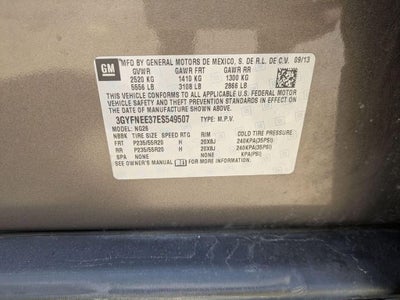 GM
MFD BY GENERAL MOTORS DE MEXICO, S. DE R.L. DE C.V. 09/13
GVWR GAWR FRT GAWR RR
2520 KG 1410 KG 1300 KG
5556 LB 3108 LB 2866 LB
THIS VEHICLE CONFORMS TO ALL APPLICABLE U.S. FEDERAL MOTOR
VEHICLE SAFETY AND THEFT PREVENTION STANDARDS IN EFFECT ON
THE DATE OF MANUFACTURE SHOWN ABOVE.
3GYFNEE37ES549507 TYPE: M.P.V.
MODEL: NG26
NBBK TIRE SIZE SPEED RTG RIM COLD TIRE PRESSURE
FRT P235/55R20 H 20X8J 240KPA(35PSI)
RR P235/55R20 H 20X8J 240KPA(35PSI)
SPA NONE NONE KPA(PSI)
SEE OWNER'S MANUAL FOR MORE INFORMATION.